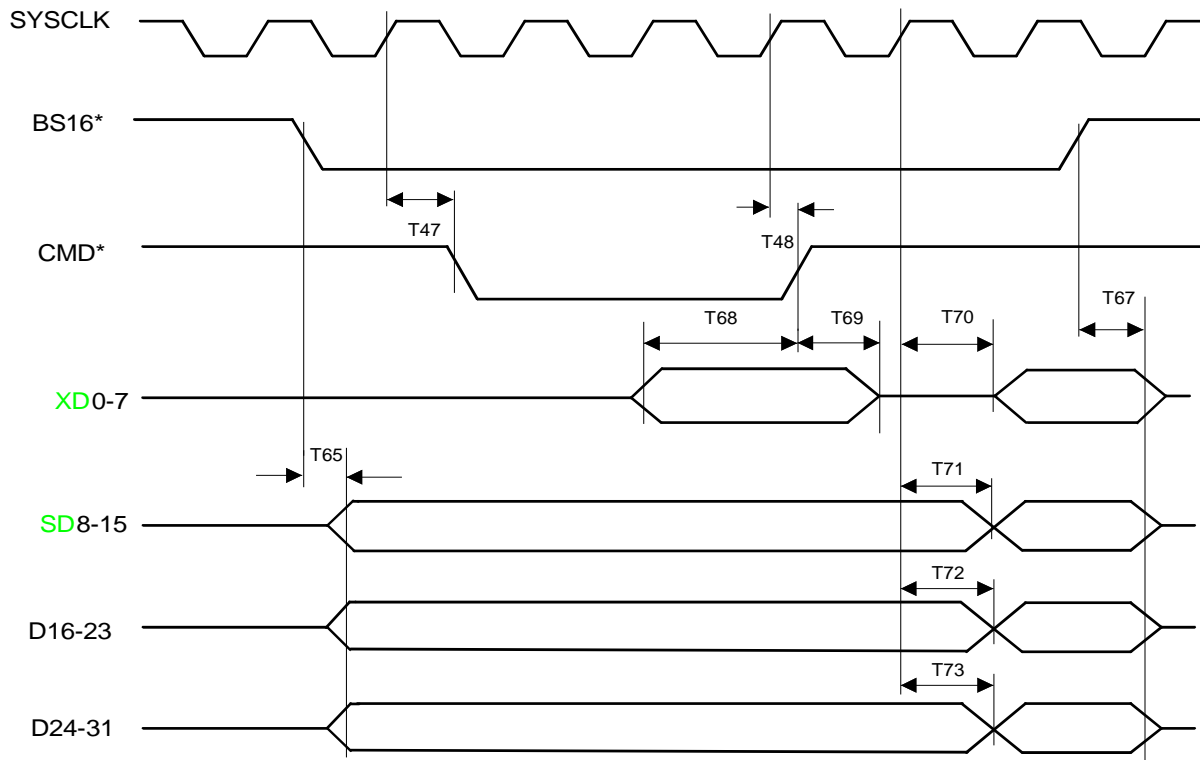 SYSCLK
BS16*
T47
T48
CMD*
T67
T68
T69
T70
XD0-7
T65
T71
SD8-15
T72
D16-23
T73
D24-31